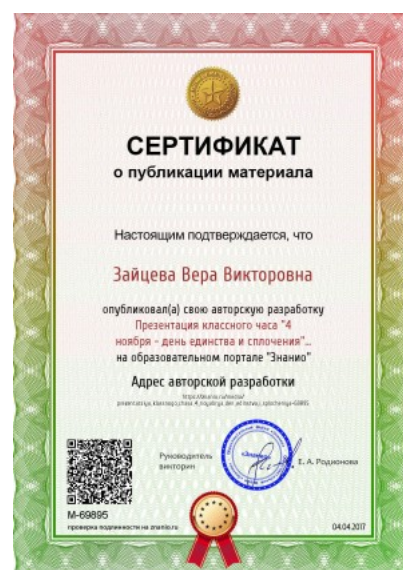 СЕРТИФИКАТ
о публикации материала
Настоящим подтверждается, что
Зайцева Вера Викторовна
опубликовал(а) свою авторскую разработку
Презентация классного часа "4
ноября - день единства и сплочения"...
на образовательном портале "Знанио"
Адрес авторской разработки
Руководитель
викторин
Е. А. Родионова
М-69895
проверка подлинности на znanio.ru
04.04.2017